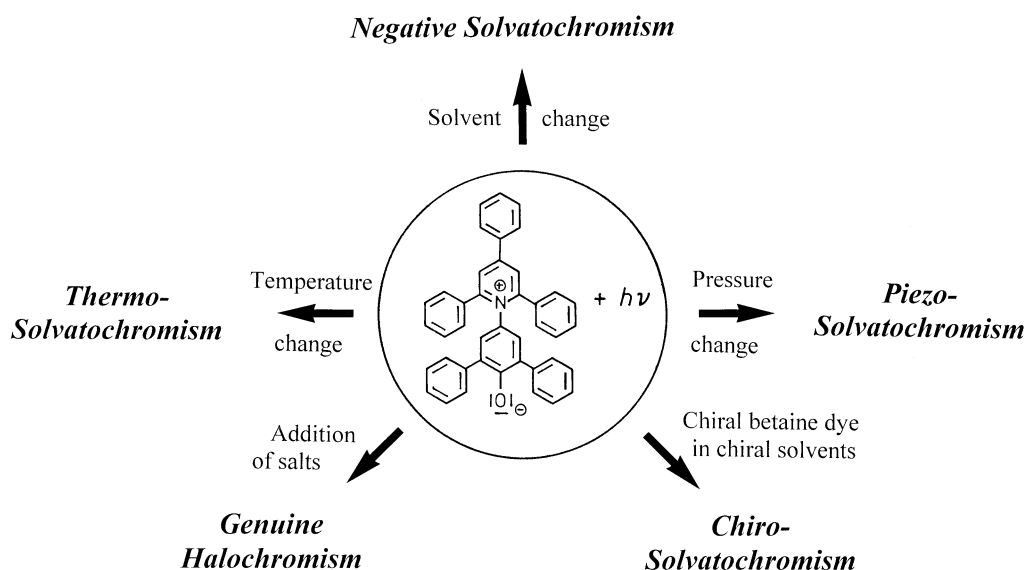 Negative Solvatochromism
Solvent change
Temperature
change
Thermo-
Solvatochromism
Pressure
change
Piezo-
Solvatochromism
⊕
N
+ hν
|O|
⊖
Addition
of salts
Genuine
Halochromism
Chiral betaine dye
in chiral solvents
Chiro-
Solvatochromism